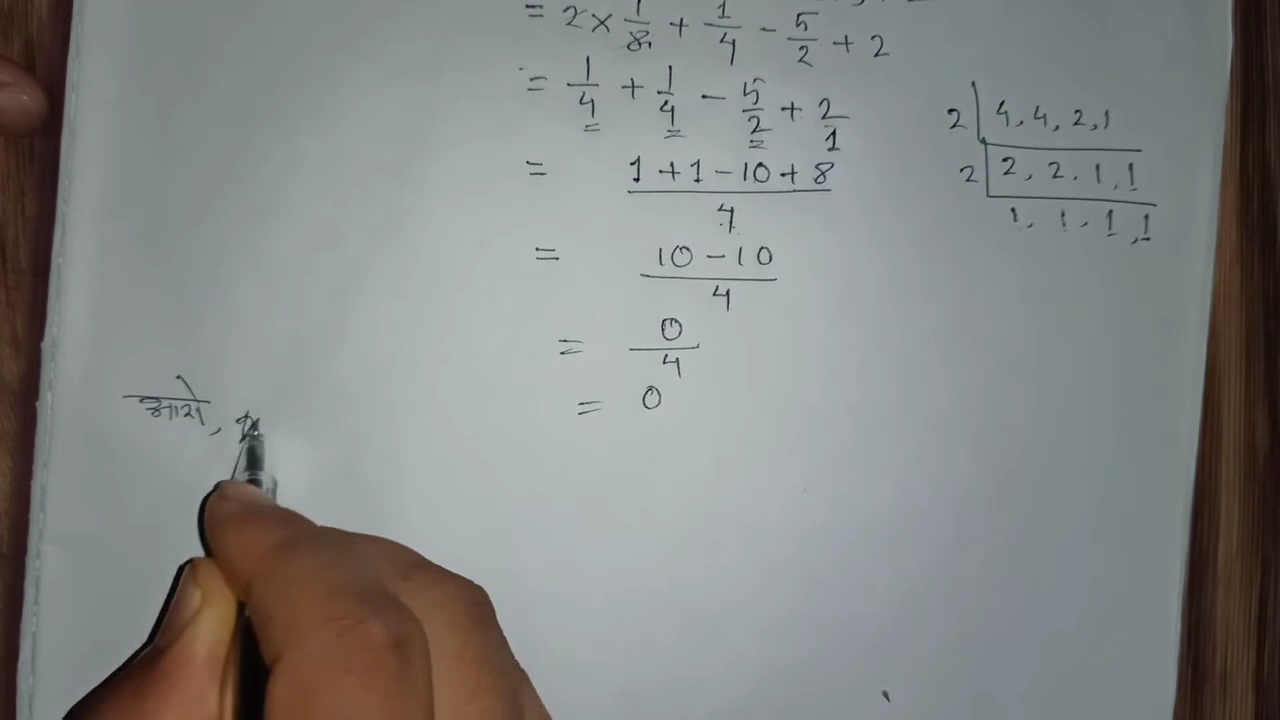 = 2 × 1/8 + 1/4 − 5/2 + 2
= 1/4 + 1/4 − 5/2 + 2/1
= (1 + 1 − 10 + 8)/4
= (10 − 10)/4
= 0/4
= 0
2 | 4, 4, 2, 1
2 | 2, 2, 1, 1
1, 1, 1, 1